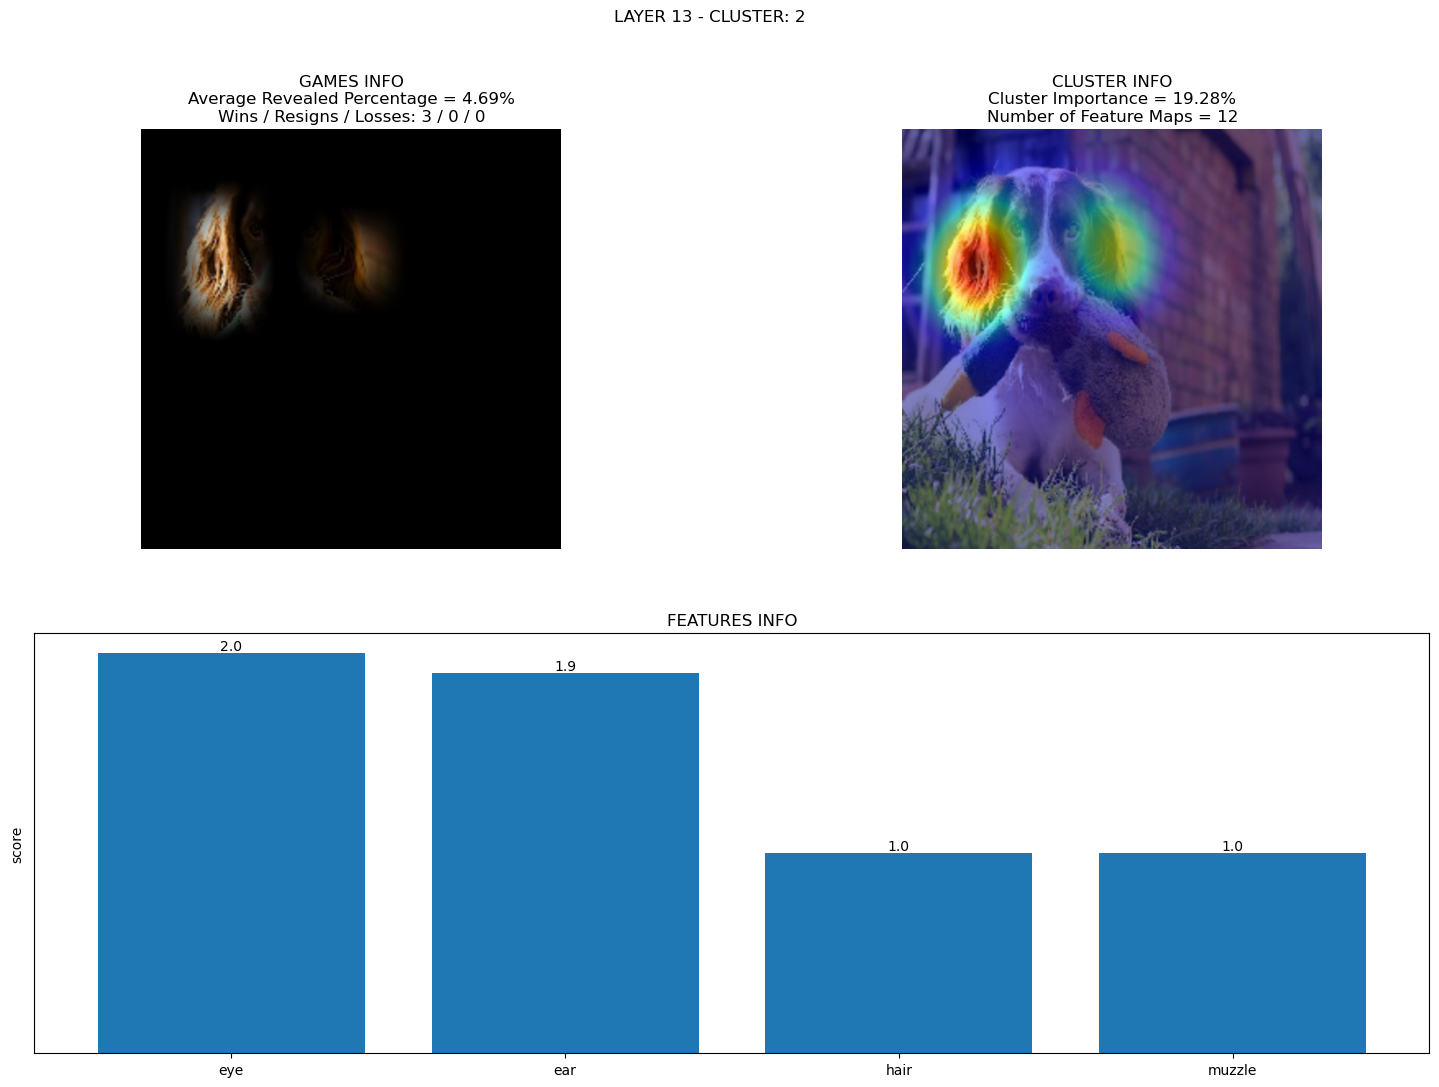 LAYER 13 - CLUSTER: 2
GAMES INFO
Average Revealed Percentage = 4.69%
Wins / Resigns / Losses: 3 / 0 / 0
CLUSTER INFO
Cluster Importance = 19.28%
Number of Feature Maps = 12
FEATURES INFO
score
2.0
1.9
1.0
1.0
eye
ear
hair
muzzle